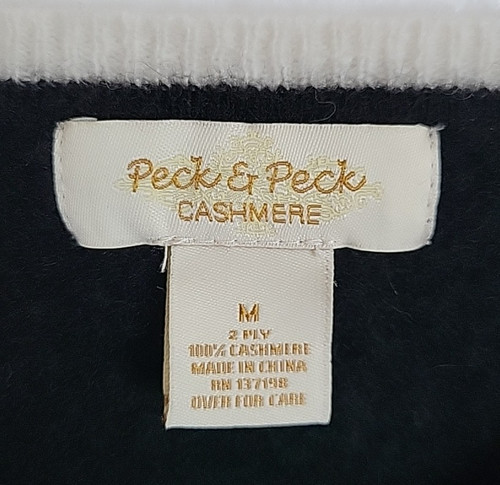 Peck & Peck
CASHMERE
M
2 PLY
100% CASHMERE
MADE IN CHINA
RN 137198
OVER FOR CARE